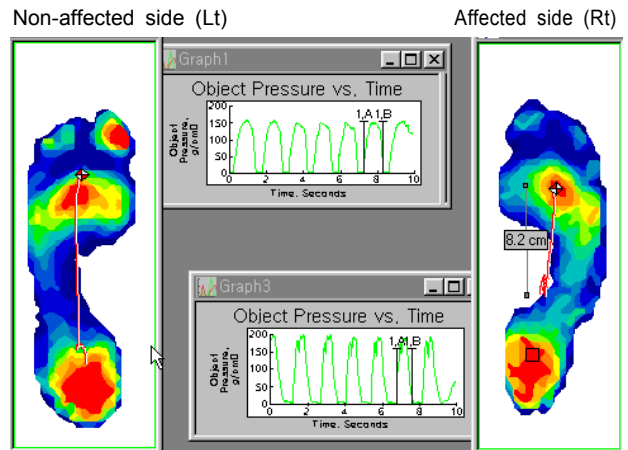 Non-affected side (Lt)
Affected side (Rt)
Graph1
Object Pressure vs. Time
Object
Pressure,
g/cm□
200
150
100
50
0
1,A 1,B
0 2 4 6 8 10
Time, Seconds
8.2 cm
Graph3
Object Pressure vs. Time
Object
Pressure,
g/cm□
200
150
100
50
0
1,A 1,B
0 2 4 6 8 10
Time, Seconds